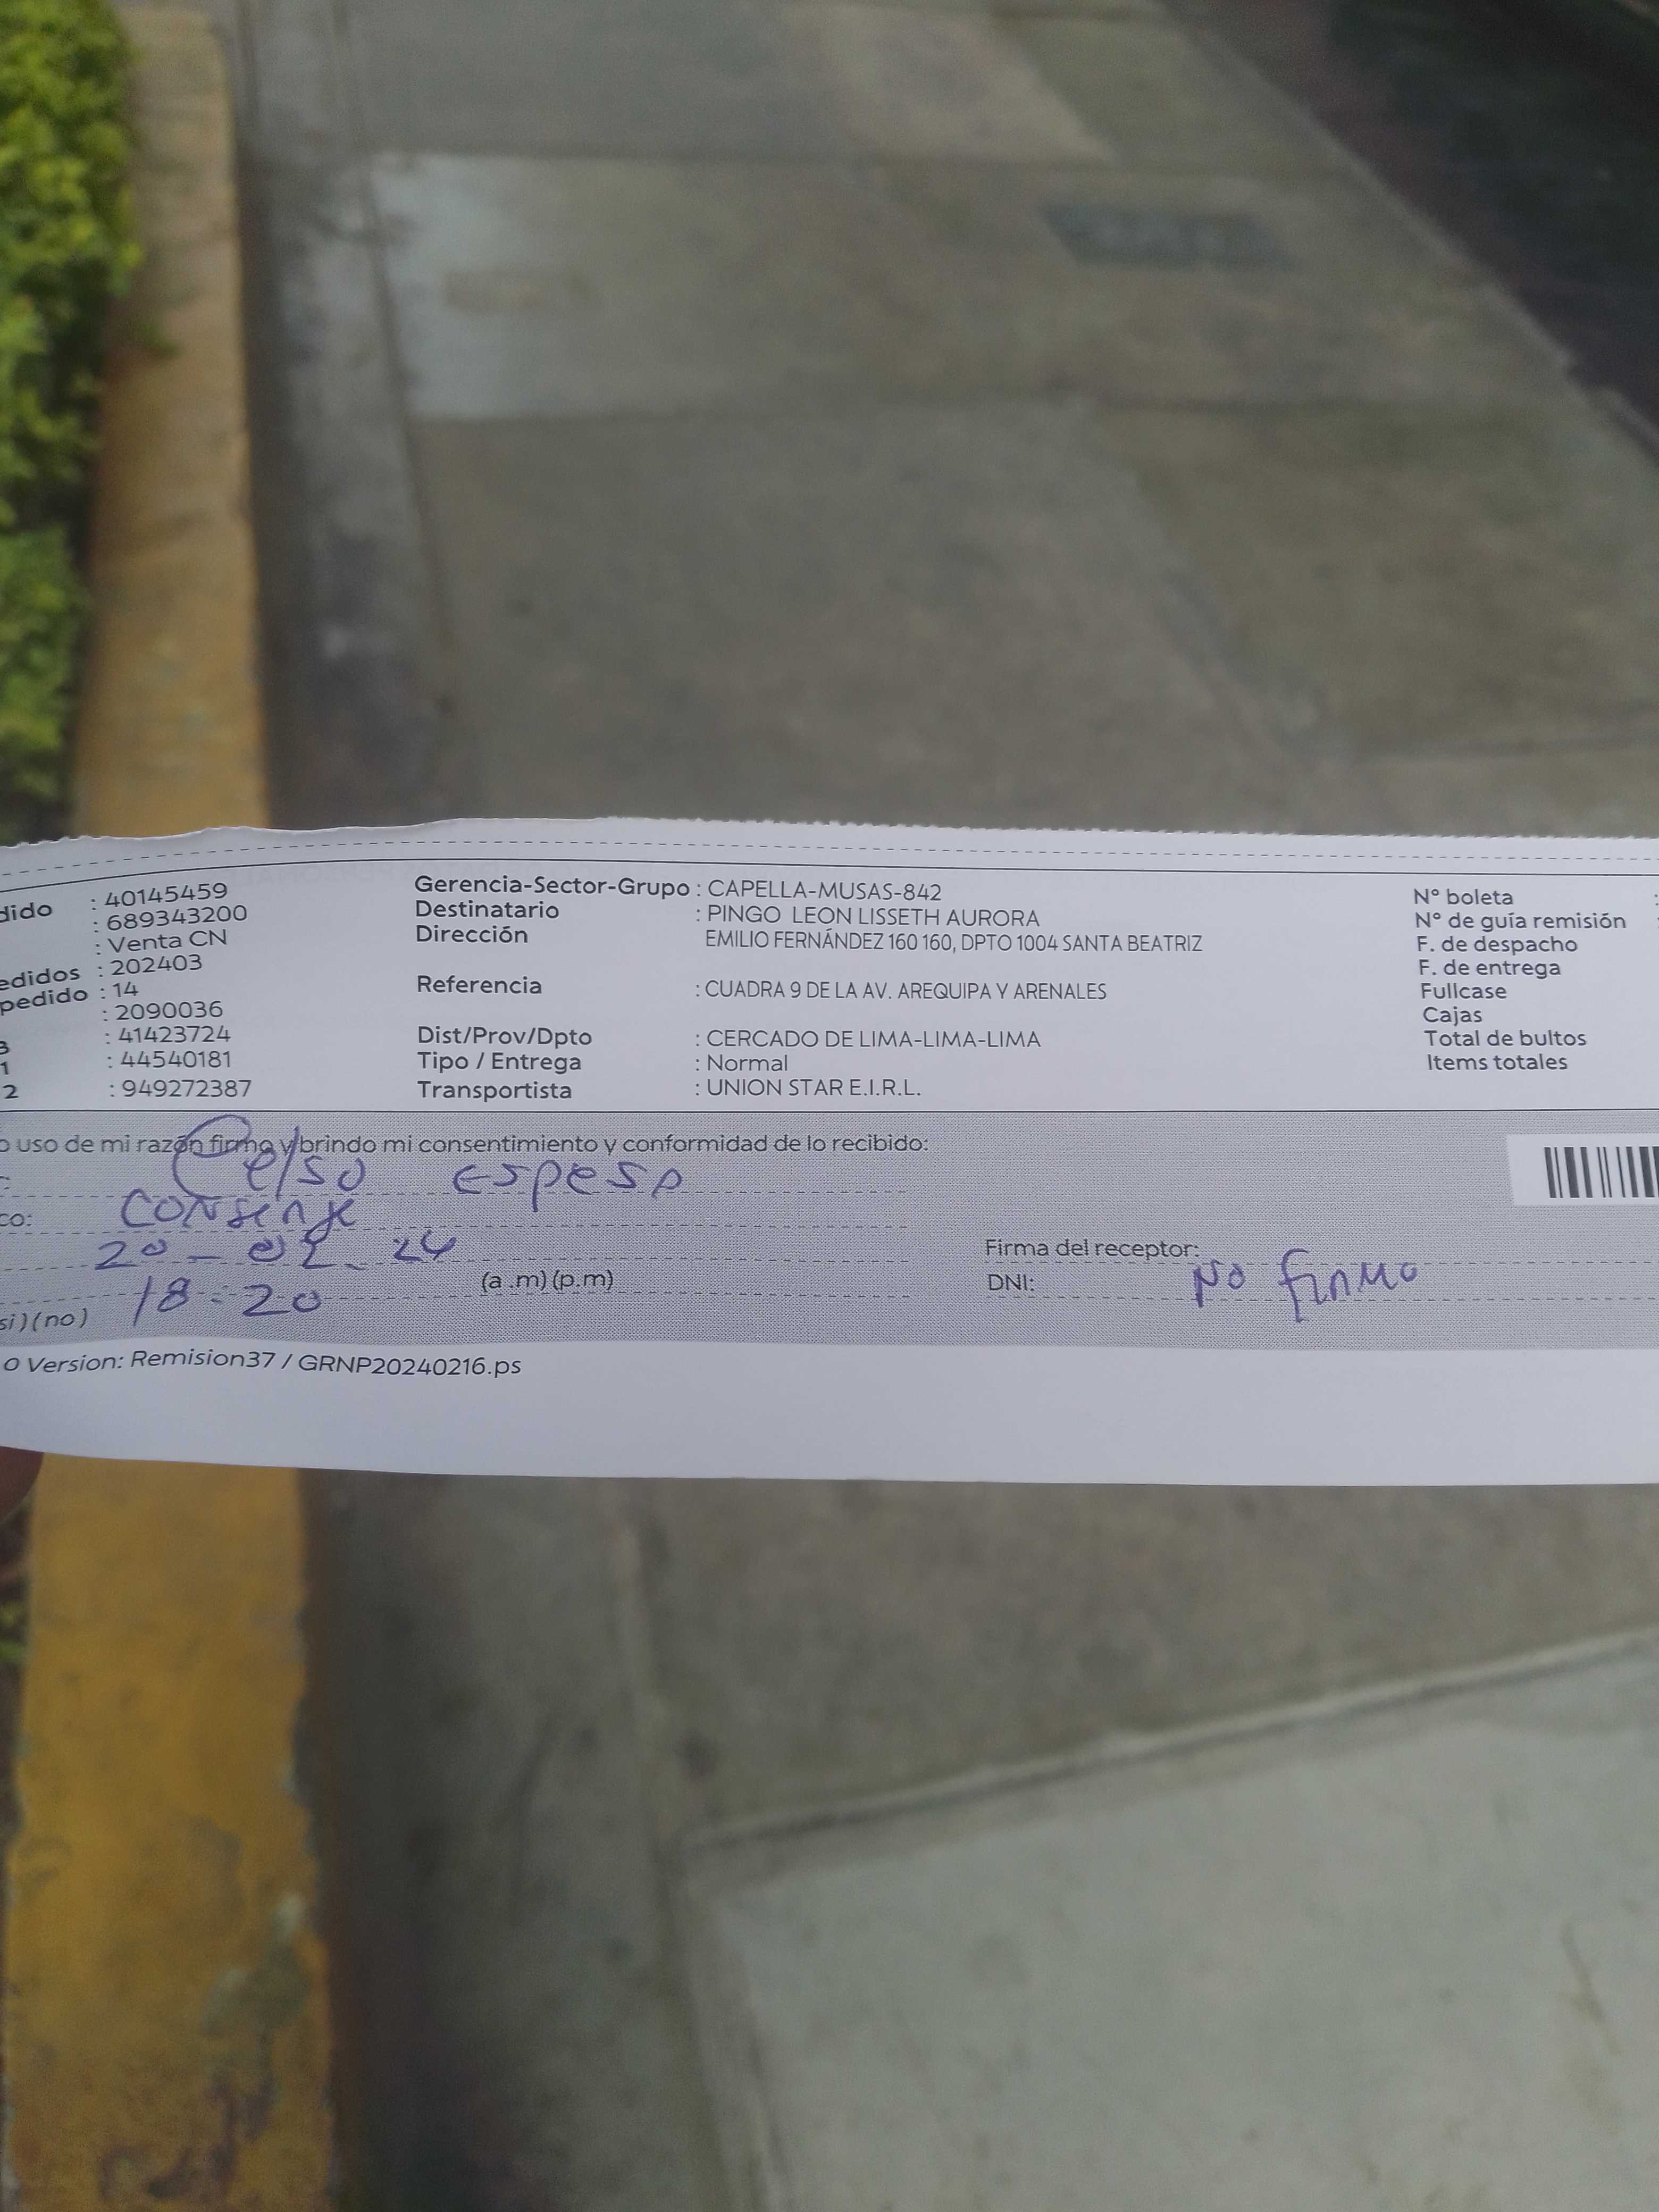 dido : 40145459
: 689343200
: Venta CN
edidos : 202403
pedido : 14
: 2090036
3 : 41423724
1 : 44540181
2 : 949272387
Gerencia-Sector-Grupo : CAPELLA-MUSAS-842
Destinatario : PINGO LEON LISSETH AURORA
Dirección EMILIO FERNÁNDEZ 160 160, DPTO 1004 SANTA BEATRIZ
Referencia : CUADRA 9 DE LA AV. AREQUIPA Y ARENALES
Dist/Prov/Dpto : CERCADO DE LIMA-LIMA-LIMA
Tipo / Entrega : Normal
Transportista : UNION STAR E.I.R.L.
N° boleta :
N° de guía remisión :
F. de despacho
F. de entrega
Fullcase
Cajas
Total de bultos
Items totales
o uso de mi razón firmo y brindo mi consentimiento y conformidad de lo recibido:
: Celso
co:
20-02-24
18:20 (a .m) (p.m)
si) (no)
Firma del receptor:
DNI: No firmo
o Version: Remision37 / GRNP20240216.ps